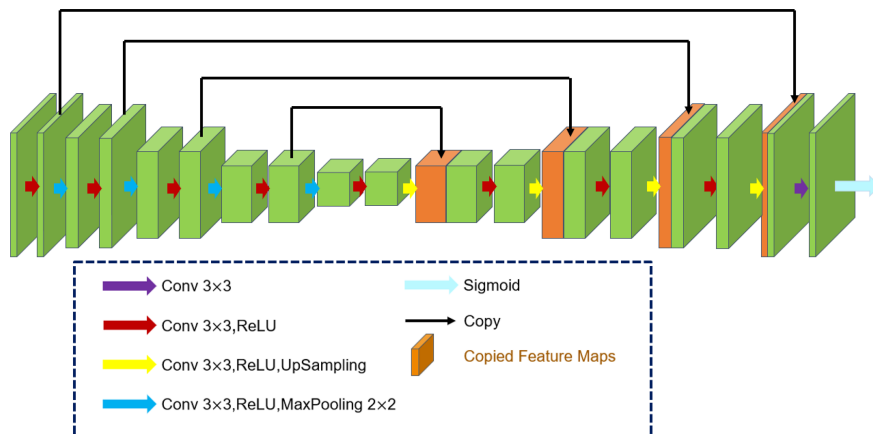 Conv 3×3
Conv 3×3,ReLU
Conv 3×3,ReLU,UpSampling
Conv 3×3,ReLU,MaxPooling 2×2
Sigmoid
Copy
Copied Feature Maps